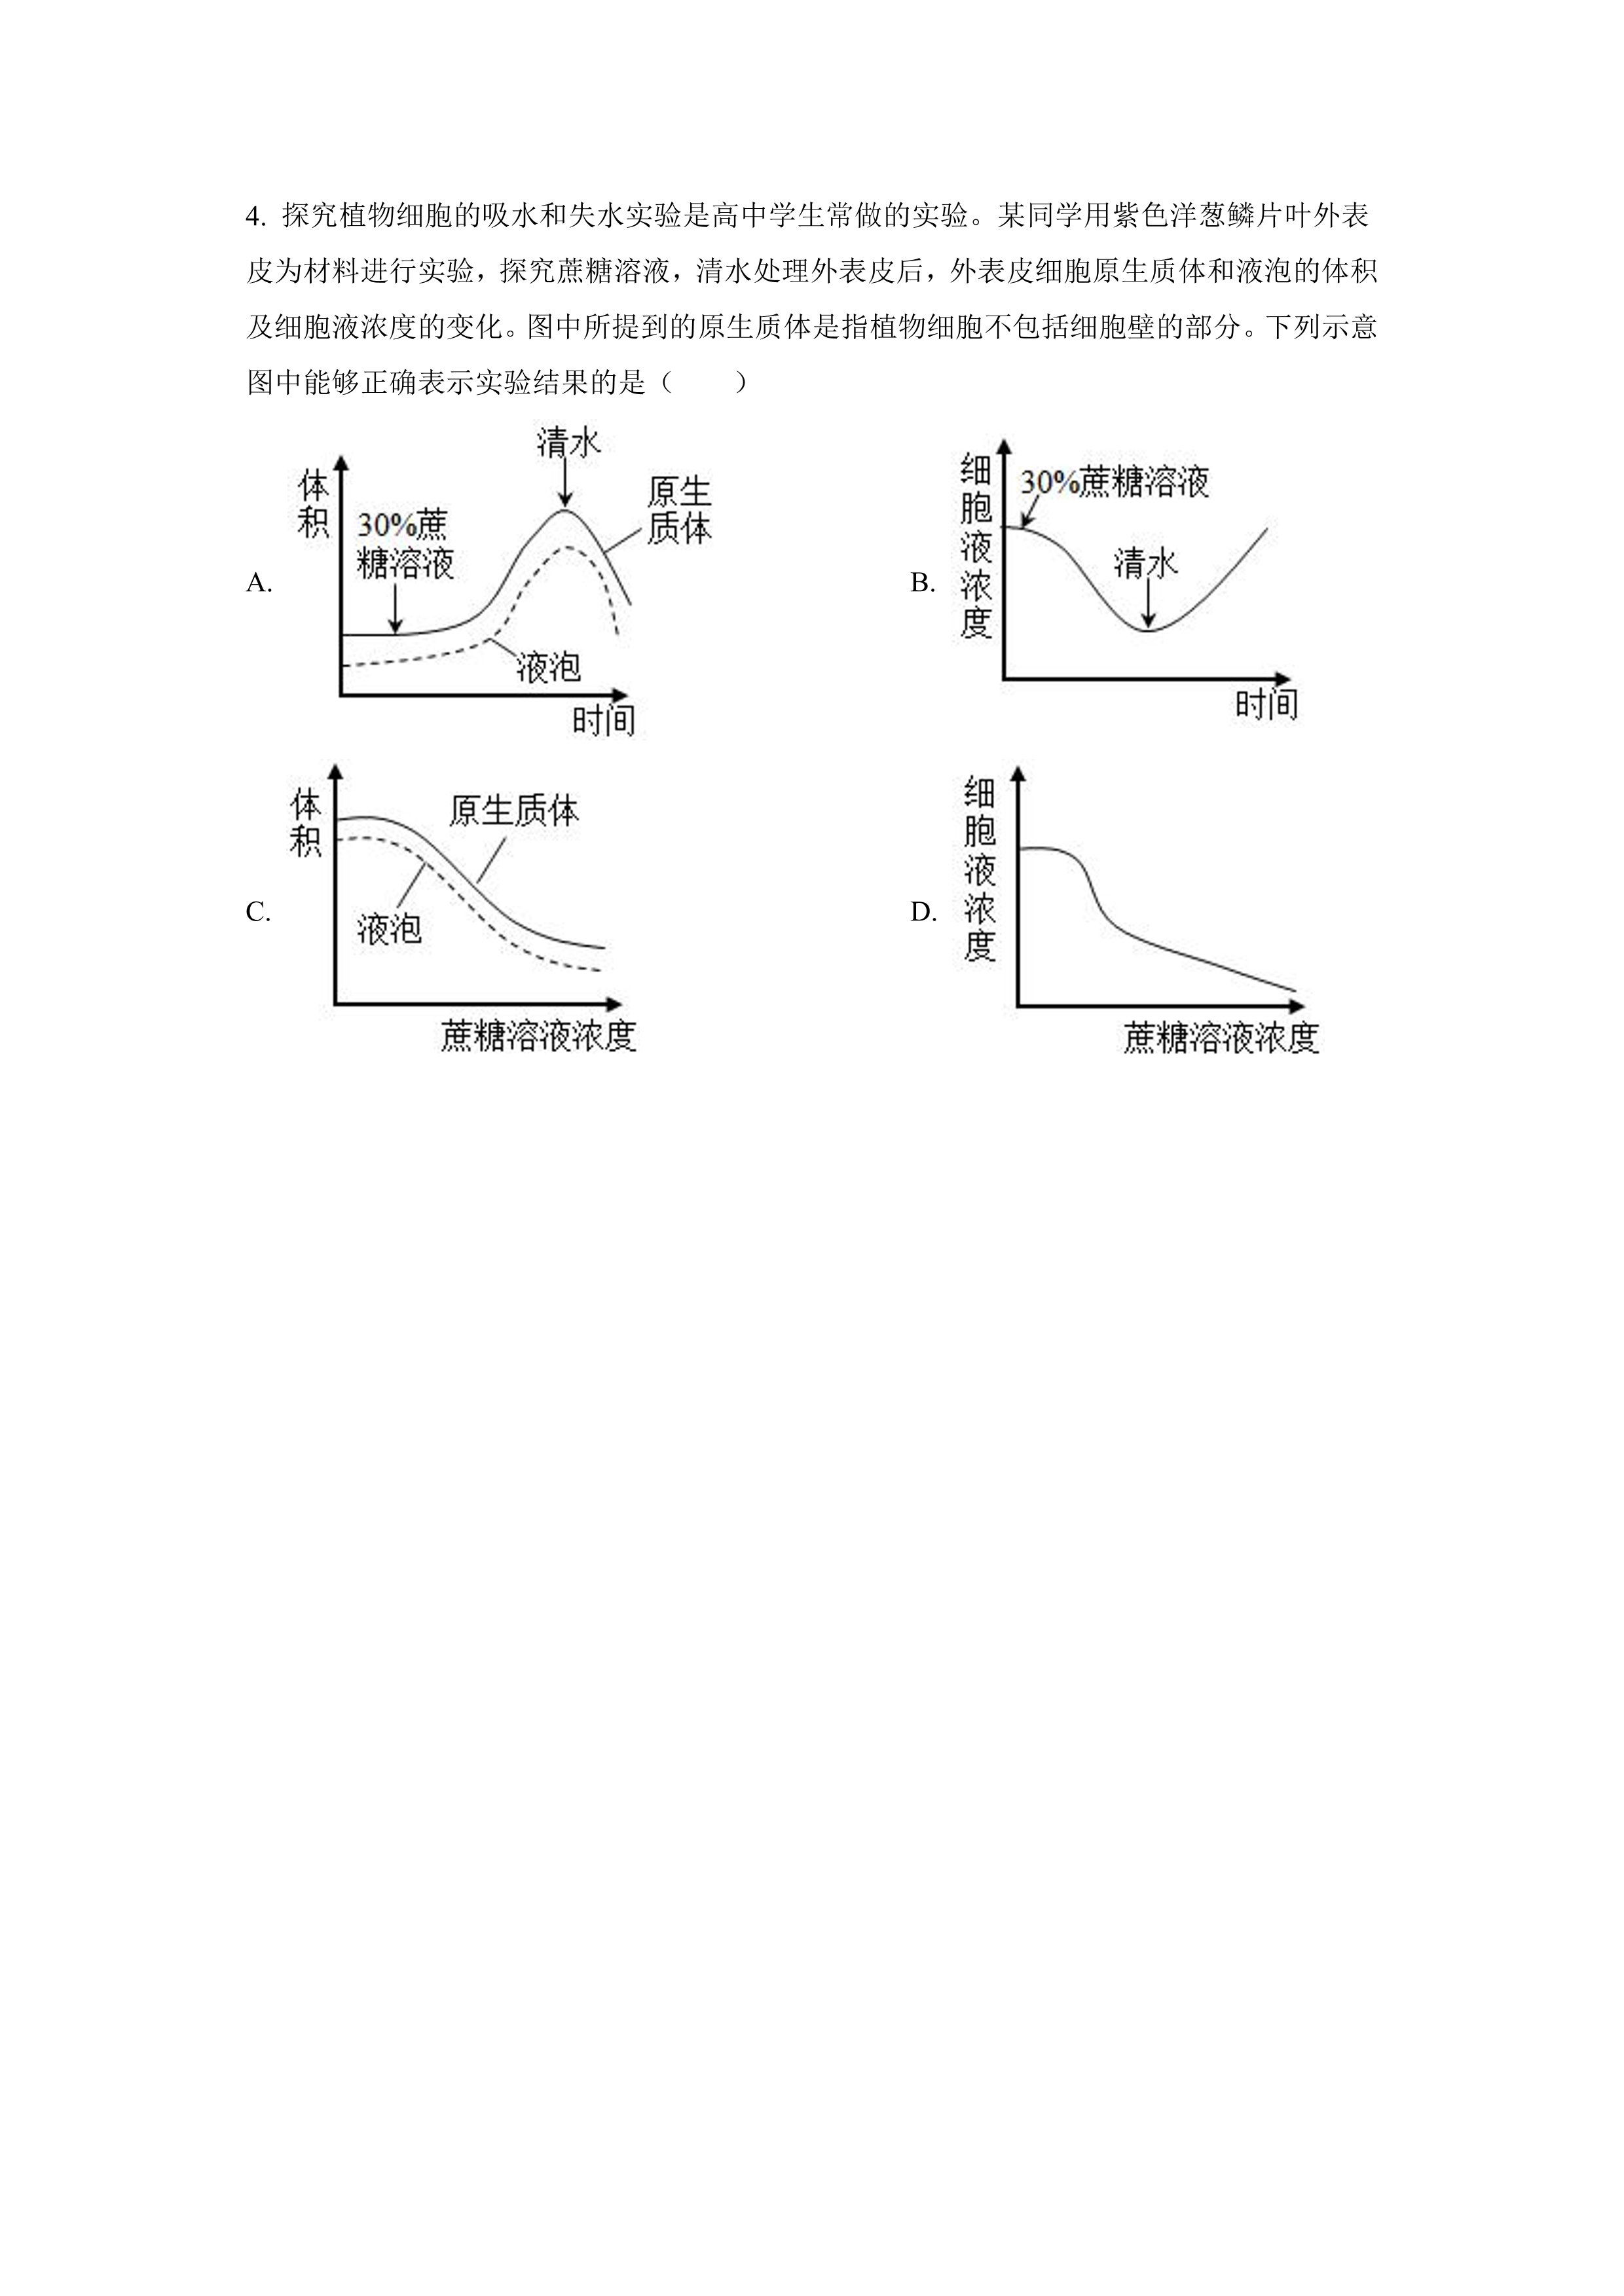 4. 探究植物细胞的吸水和失水实验是高中学生常做的实验。某同学用紫色洋葱鳞片叶外表
皮为材料进行实验，探究蔗糖溶液，清水处理外表皮后，外表皮细胞原生质体和液泡的体积
及细胞液浓度的变化。图中所提到的原生质体是指植物细胞不包括细胞壁的部分。下列示意
图中能够正确表示实验结果的是（　　）
A.
体积
30%蔗
糖溶液
清水
原生
质体
液泡
时间
B.
细胞液浓度
30%蔗糖溶液
清水
时间
C.
体积
原生质体
液泡
蔗糖溶液浓度
D.
细胞液浓度
蔗糖溶液浓度